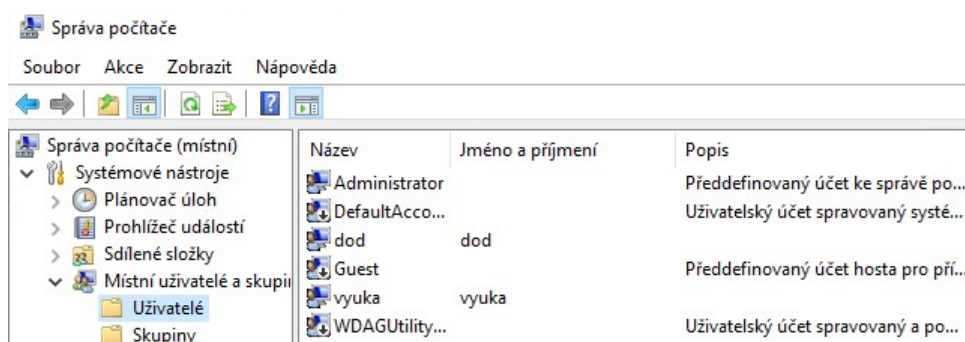 Správa počítače
Soubor Akce Zobrazit Nápověda
Správa počítače (místní)
Systémové nástroje
Plánovač úloh
Prohlížeč událostí
Sdílené složky
Místní uživatelé a skupin
Uživatelé
Skupiny
Název Jméno a příjmení Popis
Administrator Předdefinovaný účet ke správě po...
DefaultAcco... Uživatelský účet spravovaný systé...
dod dod
Guest Předdefinovaný účet hosta pro pří...
vyuka vyuka
WDAGUtility... Uživatelský účet spravovaný a po...